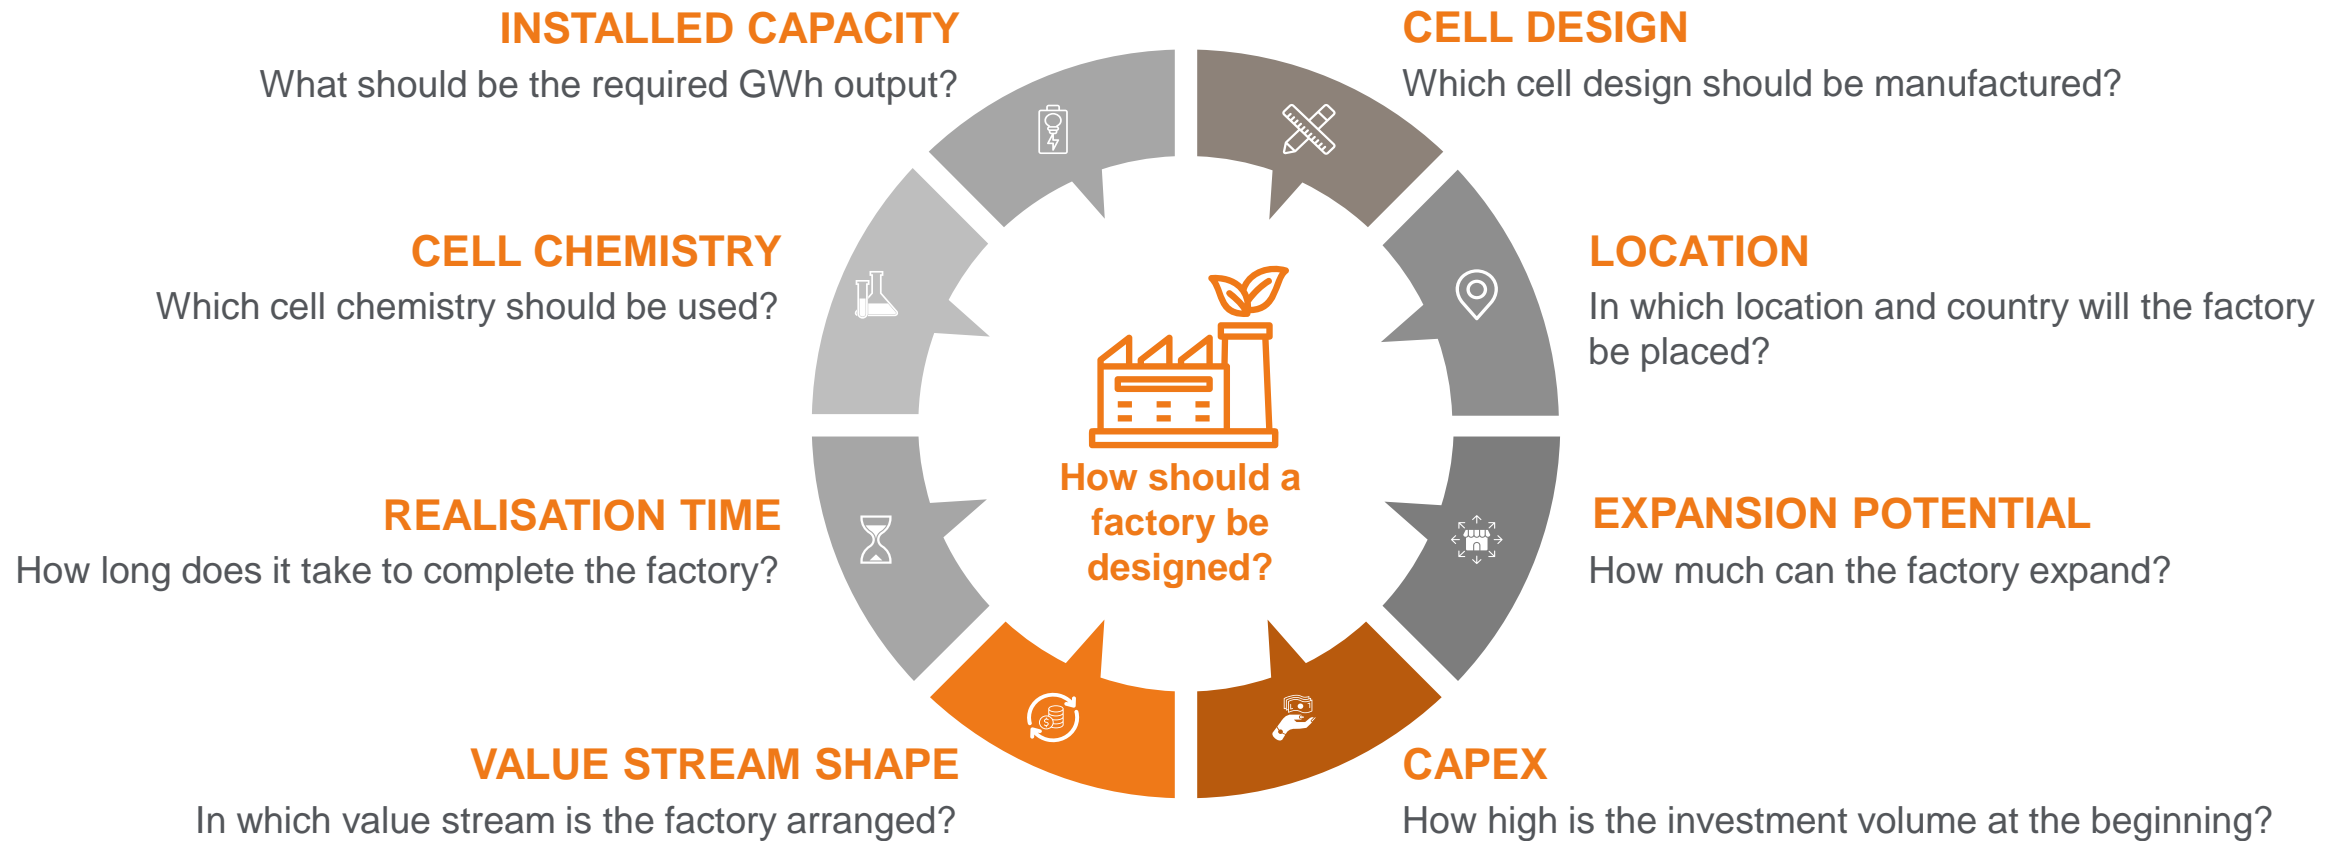 INSTALLED CAPACITY
What should be the required GWh output?
CELL DESIGN
Which cell design should be manufactured?
CELL CHEMISTRY
Which cell chemistry should be used?
LOCATION
In which location and country will the factory
be placed?
How should a
factory be
designed?
REALISATION TIME
How long does it take to complete the factory?
EXPANSION POTENTIAL
How much can the factory expand?
VALUE STREAM SHAPE
In which value stream is the factory arranged?
CAPEX
How high is the investment volume at the beginning?